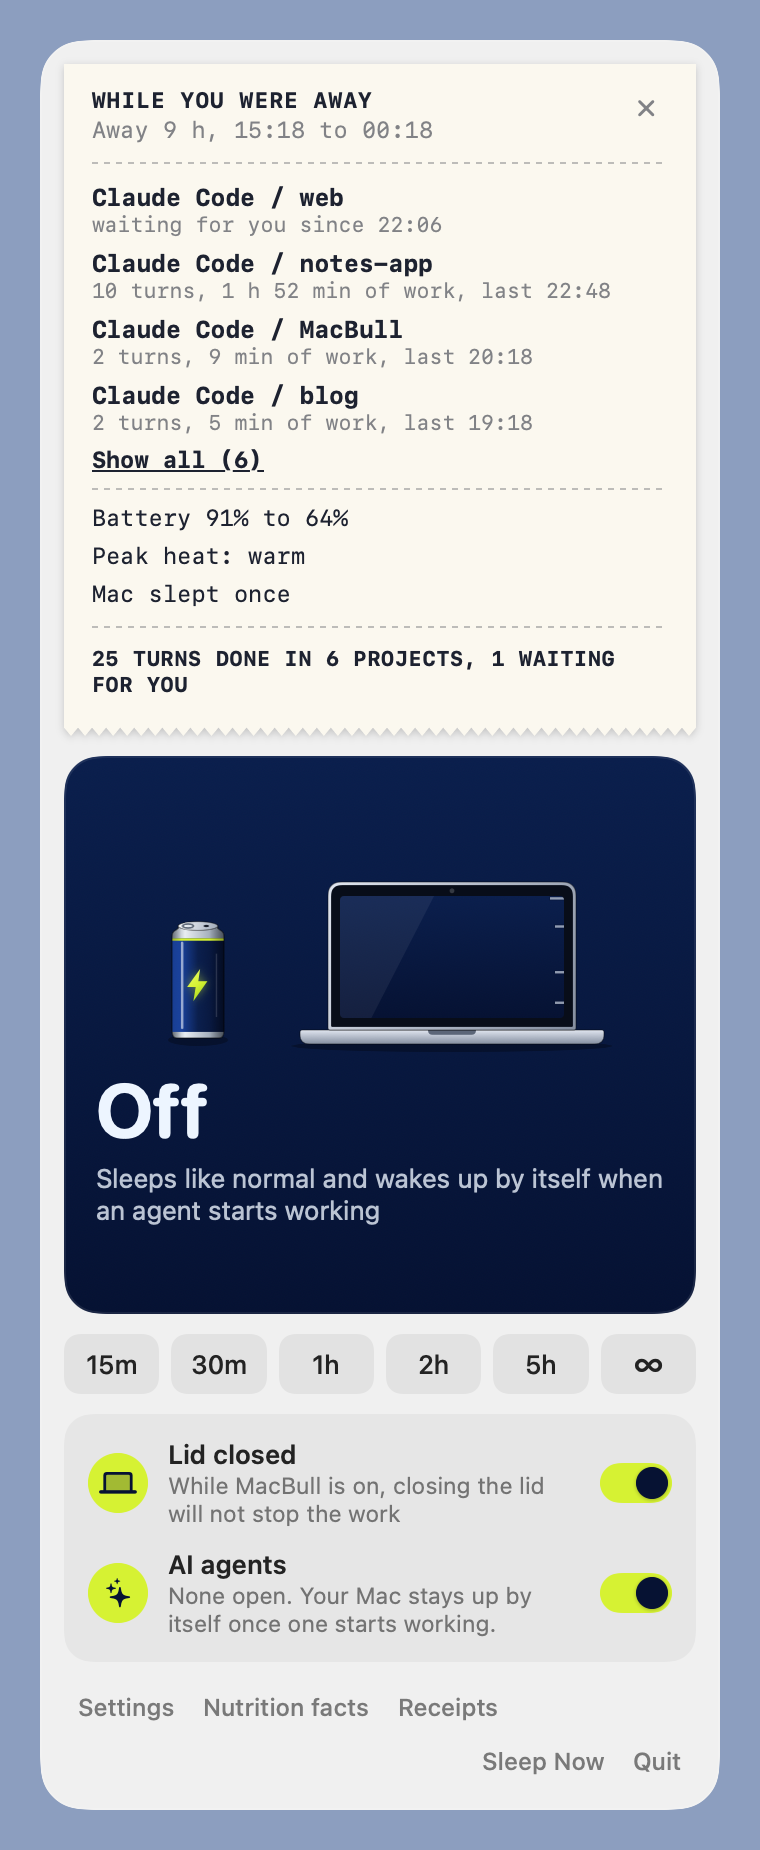 WHILE YOU WERE AWAY
Away 9 h, 15:18 to 00:18
Claude Code / web
waiting for you since 22:06
Claude Code / notes-app
10 turns, 1 h 52 min of work, last 22:48
Claude Code / MacBull
2 turns, 9 min of work, last 20:18
Claude Code / blog
2 turns, 5 min of work, last 19:18
Show all (6)
Battery 91% to 64%
Peak heat: warm
Mac slept once
25 TURNS DONE IN 6 PROJECTS, 1 WAITING
FOR YOU
Off
Sleeps like normal and wakes up by itself when
an agent starts working
15m 30m 1h 2h 5h ∞
Lid closed
While MacBull is on, closing the lid
will not stop the work
AI agents
None open. Your Mac stays up by
itself once one starts working.
Settings Nutrition facts Receipts
Sleep Now Quit